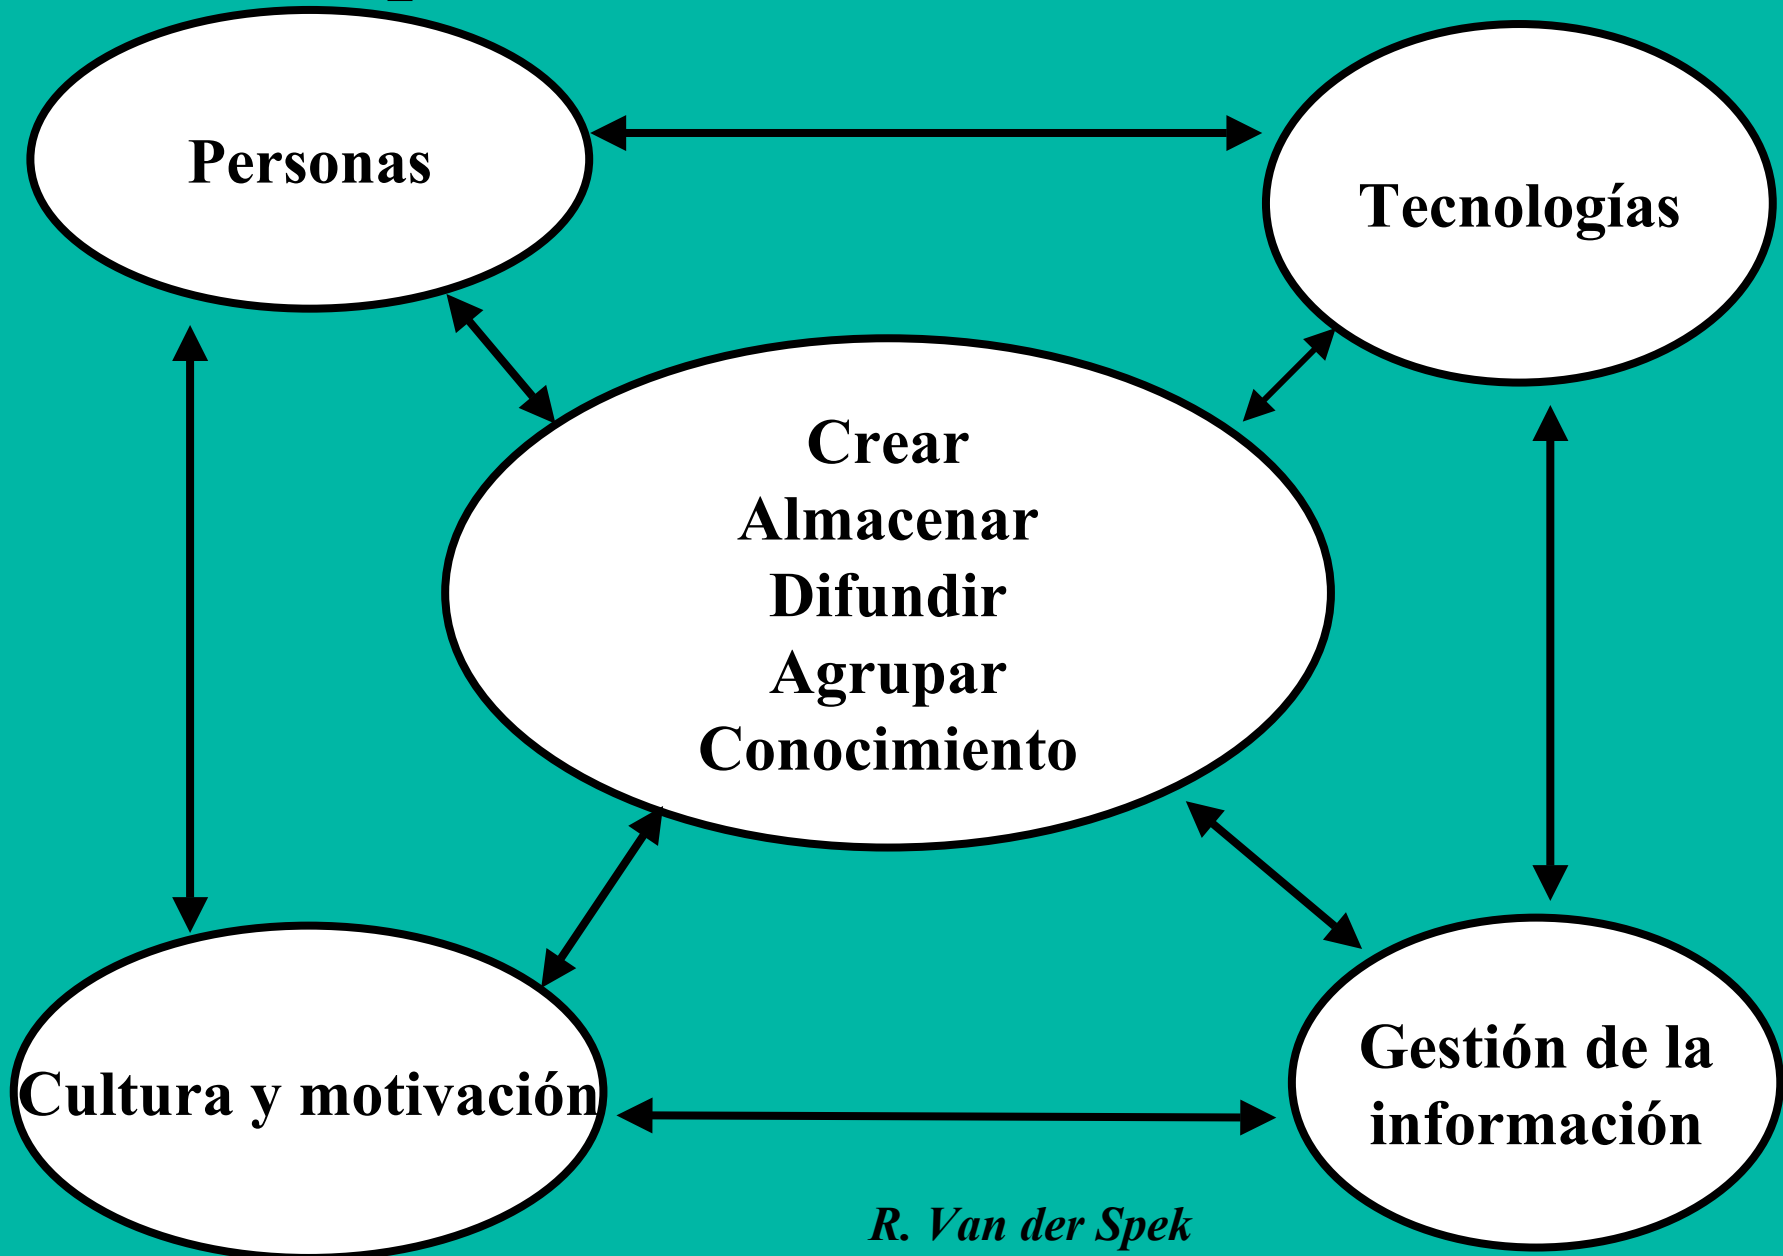 Personas
Tecnologías
Crear
Almacenar
Difundir
Agrupar
Conocimiento
Cultura y motivación
Gestión de la
información
R. Van der Spek